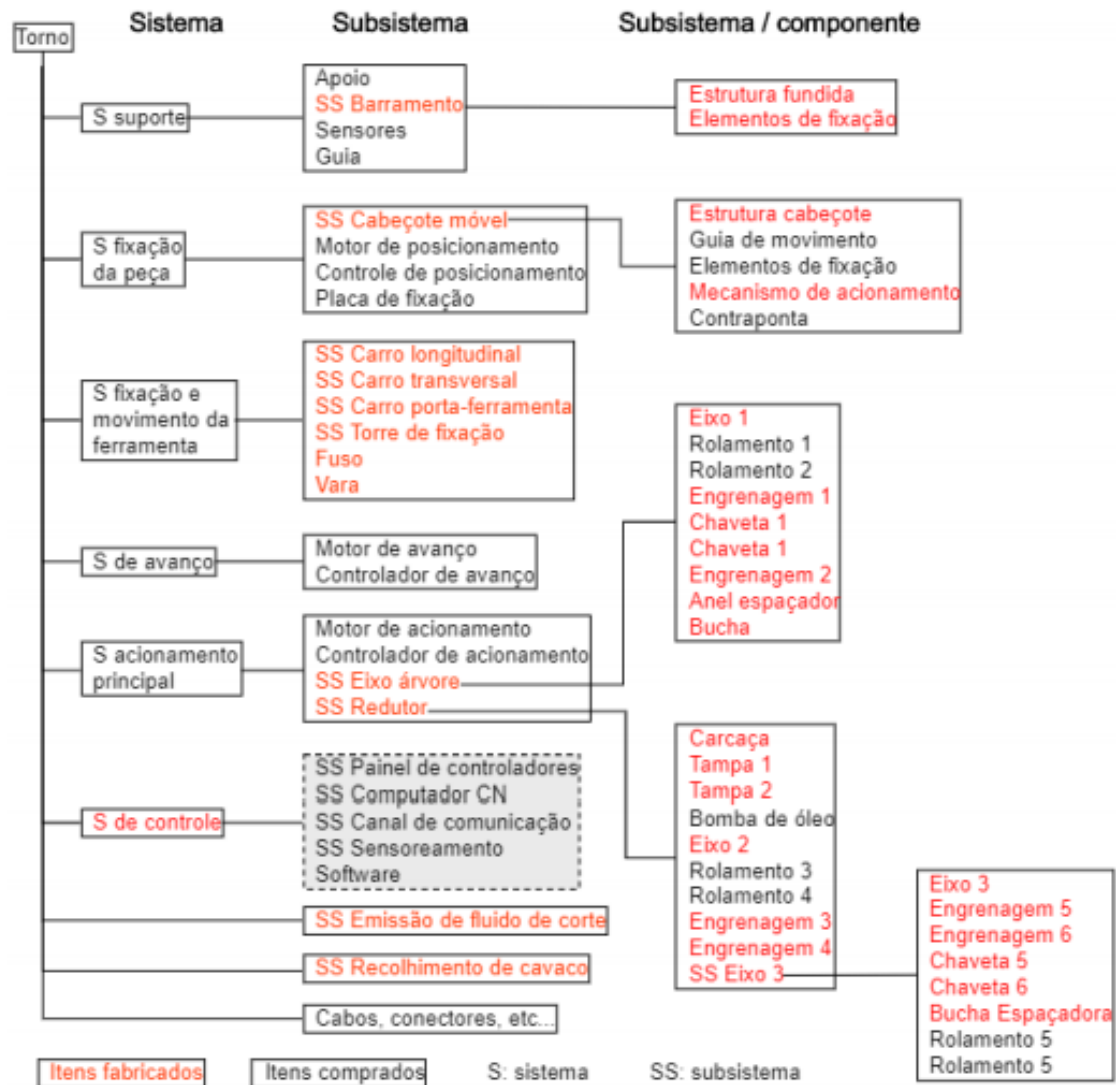 Sistema
Subsistema
Subsistema / componente
Torno
S suporte
Apoio
SS Barramento
Sensores
Guia
Estrutura fundida
Elementos de fixação
S fixação
da peça
SS Cabeçote móvel
Motor de posicionamento
Controle de posicionamento
Placa de fixação
Estrutura cabeçote
Guia de movimento
Elementos de fixação
Mecanismo de acionamento
Contraponta
S fixação e
movimento da
ferramenta
SS Carro longitudinal
SS Carro transversal
SS Carro porta-ferramenta
SS Torre de fixação
Fuso
Vara
S de avanço
Motor de avanço
Controlador de avanço
S acionamento
principal
Motor de acionamento
Controlador de acionamento
SS Eixo árvore
SS Redutor
Eixo 1
Rolamento 1
Rolamento 2
Engrenagem 1
Chaveta 1
Chaveta 1
Engrenagem 2
Anel espaçador
Bucha
S de controle
SS Painel de controladores
SS Computador CN
SS Canal de comunicação
SS Sensoreamento
Software
Carcaça
Tampa 1
Tampa 2
Bomba de óleo
Eixo 2
Rolamento 3
Rolamento 4
Engrenagem 3
Engrenagem 4
SS Eixo 3
Eixo 3
Engrenagem 5
Engrenagem 6
Chaveta 5
Chaveta 6
Bucha Espaçadora
Rolamento 5
Rolamento 5
SS Emissão de fluido de corte
SS Recolhimento de cavaco
Cabos, conectores, etc...
Itens fabricados
Itens comprados
S: sistema
SS: subsistema